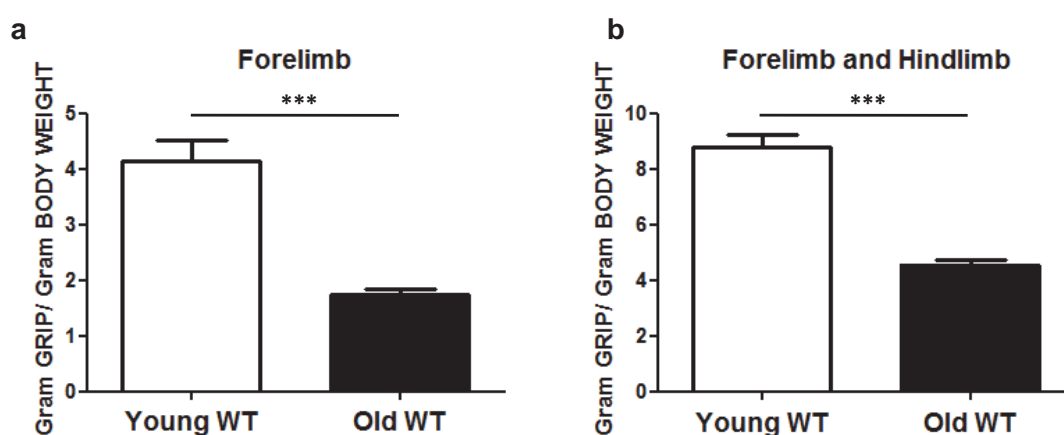 a
Forelimb
Gram GRIP/ Gram BODY WEIGHT
***
5
4
3
2
1
0
Young WT
Old WT
b
Forelimb and Hindlimb
Gram GRIP/ Gram BODY WEIGHT
***
10
8
6
4
2
0
Young WT
Old WT